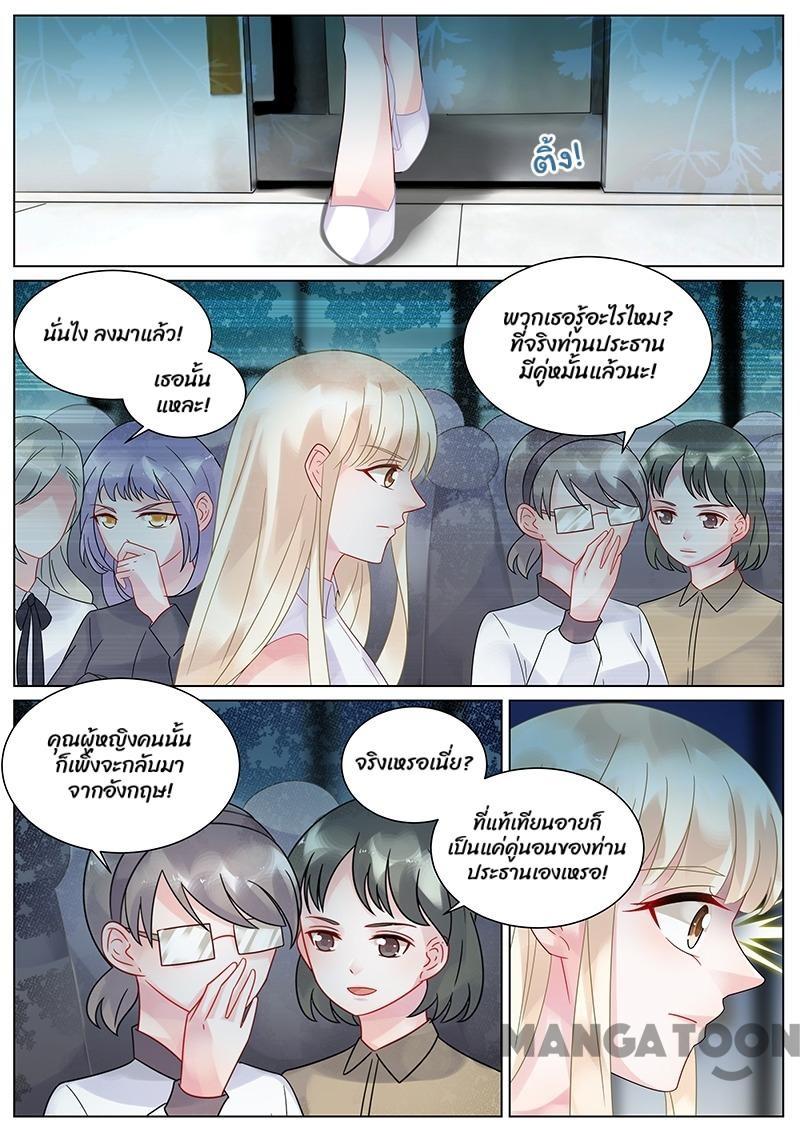 ติ๊ง!
นั่นไง ลงมาแล้ว!
เธอนั้น
แหละ!
พวกเธอรู้อะไรไหม?
ที่จริงท่านประธาน
มีคู่หมั้นแล้วนะ!
คุณผู้หญิงคนนั้น
ก็เพิ่งจะกลับมา
จากอังกฤษ!
จริงเหรอเนี่ย?
ที่แท้เทียนอายก็
เป็นแค่คู่นอนของท่าน
ประธานเองเหรอ!
MANGATOON